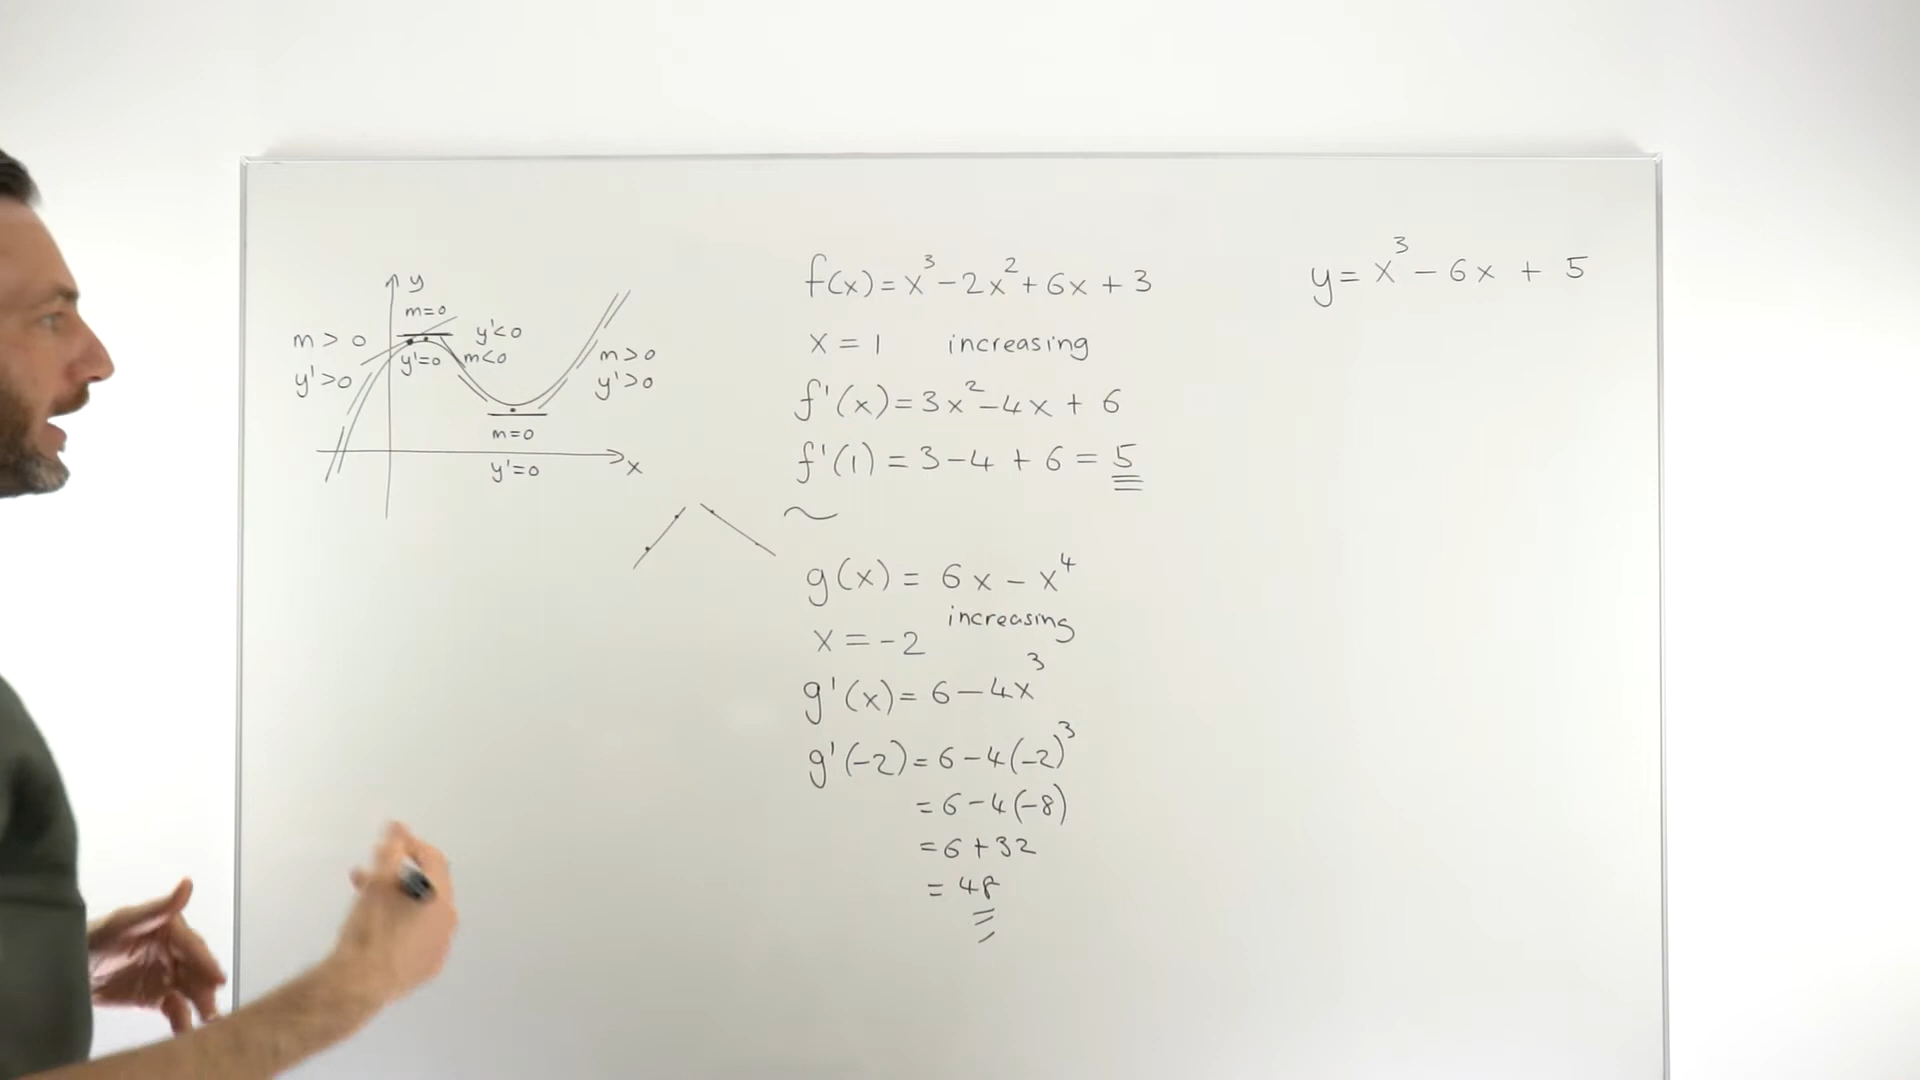 y
m=0
m > 0
y'<0
y'=0
m<0
y'>0
m>0
y'>0
m=0
y'=0
x
f(x) = x³ - 2x² + 6x + 3
x = 1 increasing
f'(x) = 3x² - 4x + 6
f'(1) = 3 - 4 + 6 = 5
g(x) = 6x - x⁴
increasing
x = -2
g'(x) = 6 - 4x³
g'(-2) = 6 - 4(-2)³
= 6 - 4(-8)
= 6 + 32
= 48
y = x³ - 6x + 5